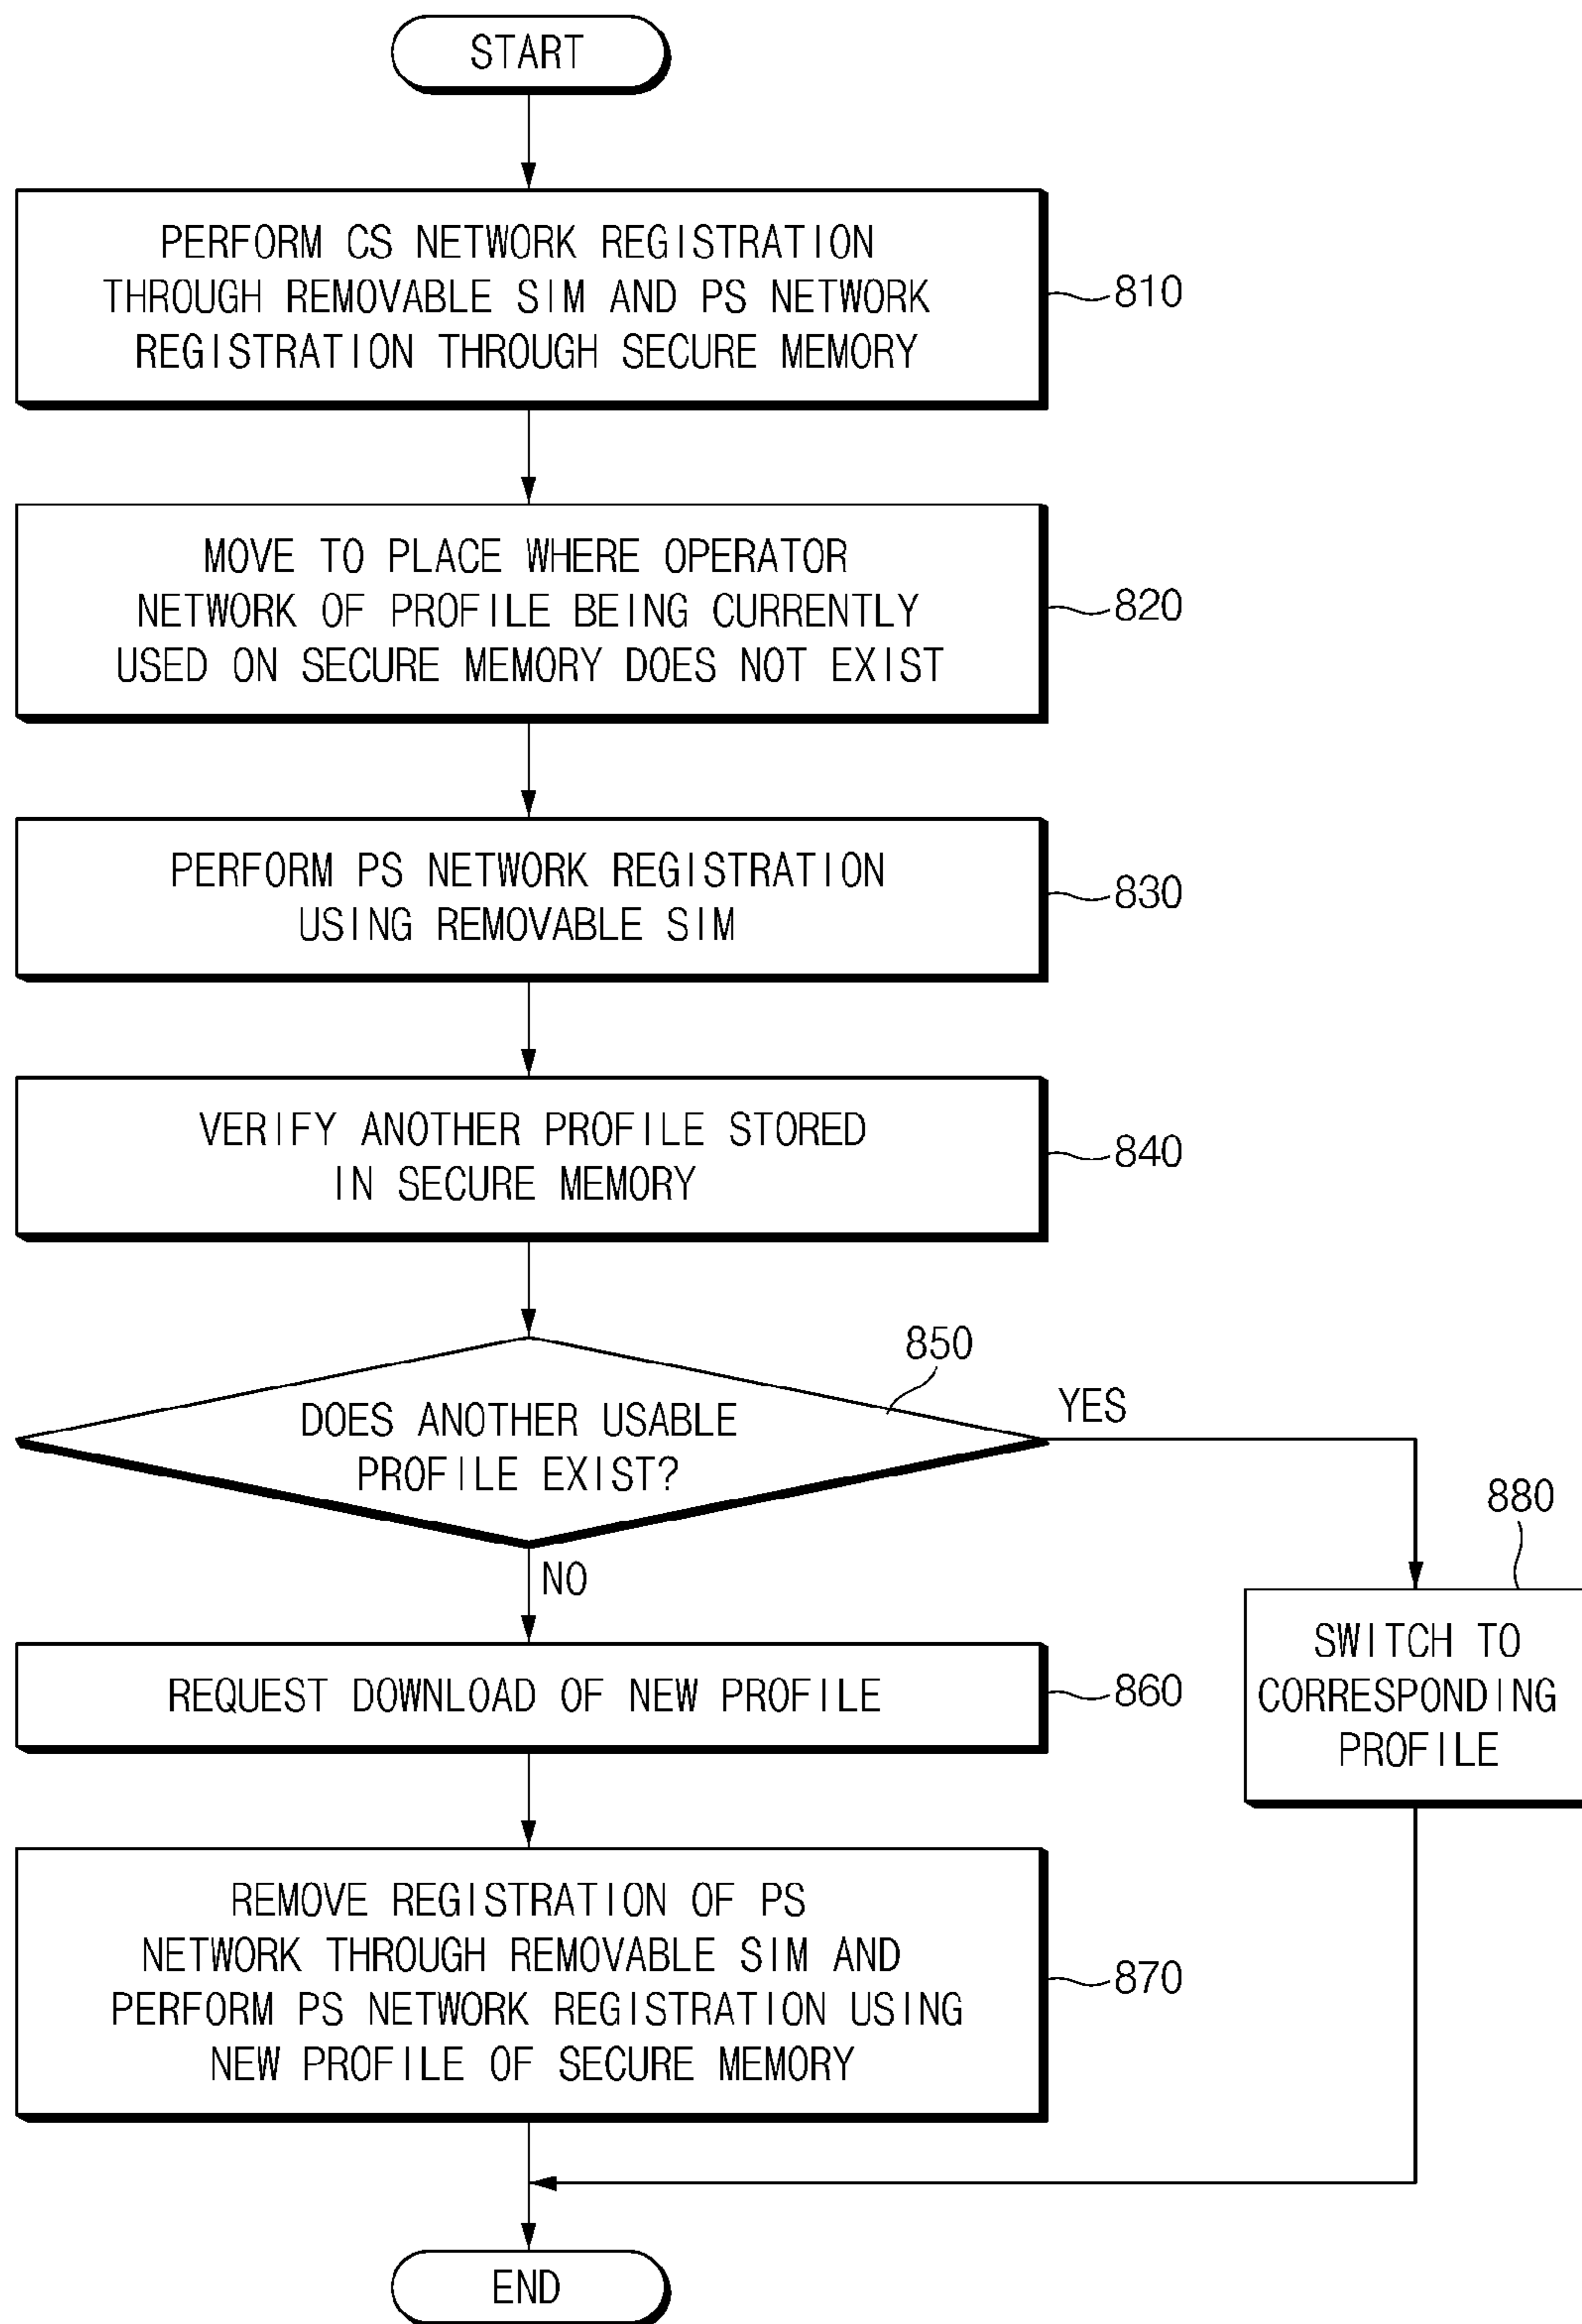 START
PERFORM CS NETWORK REGISTRATION
THROUGH REMOVABLE SIM AND PS NETWORK
REGISTRATION THROUGH SECURE MEMORY
810
MOVE TO PLACE WHERE OPERATOR
NETWORK OF PROFILE BEING CURRENTLY
USED ON SECURE MEMORY DOES NOT EXIST
820
PERFORM PS NETWORK REGISTRATION
USING REMOVABLE SIM
830
VERIFY ANOTHER PROFILE STORED
IN SECURE MEMORY
840
850
DOES ANOTHER USABLE
PROFILE EXIST?
YES
NO
880
SWITCH TO
CORRESPONDING
PROFILE
REQUEST DOWNLOAD OF NEW PROFILE
860
REMOVE REGISTRATION OF PS
NETWORK THROUGH REMOVABLE SIM AND
PERFORM PS NETWORK REGISTRATION USING
NEW PROFILE OF SECURE MEMORY
870
END